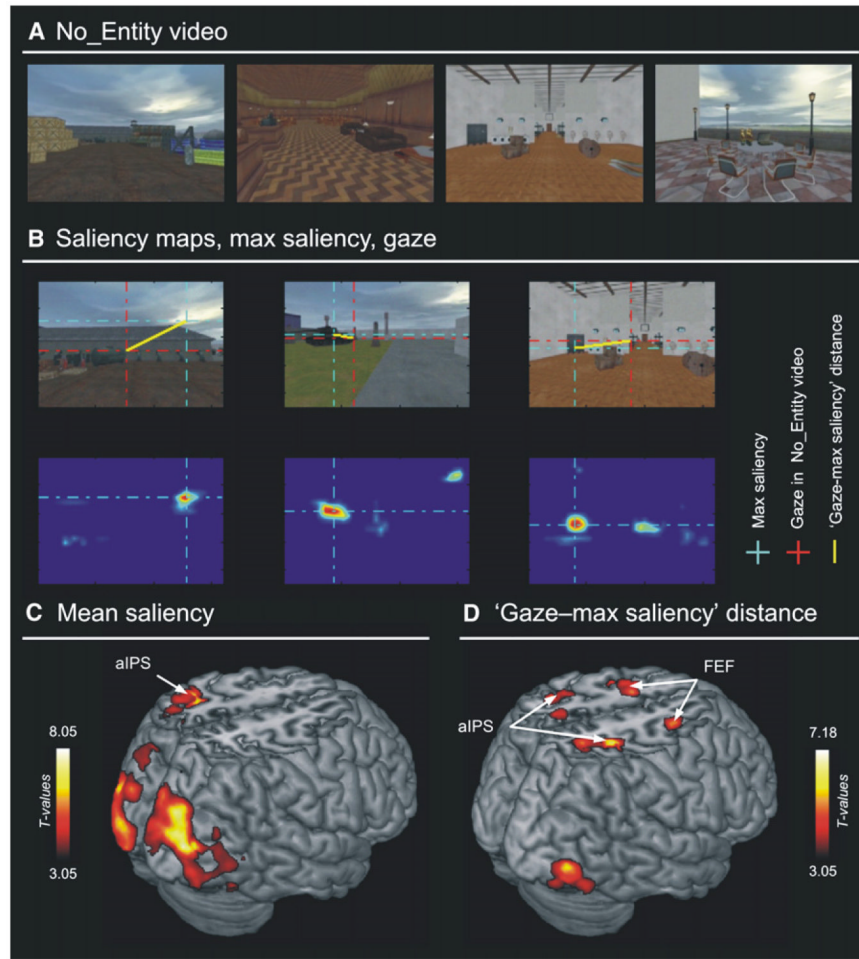 A No_Entity video
B Saliency maps, max saliency, gaze
Max saliency
Gaze in No_Entity video
'Gaze-max saliency' distance
C Mean saliency
aIPS
8.05
T-values
3.05
D 'Gaze–max saliency' distance
FEF
aIPS
7.18
T-values
3.05